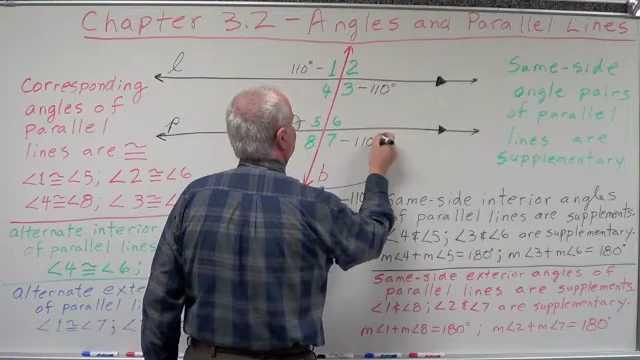 Chapter 3.2 - Angles and Parallel Lines
l
110° - 1 2
4 3 - 110°
p
5 6
8 7 - 110
b
Corresponding
angles of
parallel
lines are ≅
∠1≅∠5; ∠2≅∠6
∠4≅∠8; ∠3≅∠
alternate interior
of parallel lin
∠4≅∠6;
alternate ext
of parallel l
∠1≅∠7; ∠
Same-side
angle pairs
of parallel
lines are
supplementary
Same-side interior angles
of parallel lines are supplements.
∠4&∠5; ∠3&∠6 are supplementary.
m∠4+m∠5=180°; m∠3+m∠6=180°
Same-side exterior angles of
parallel lines are supplements.
∠1&∠8; ∠2&∠7 are supplementary.
m∠1+m∠8=180°; m∠2+m∠7=180°